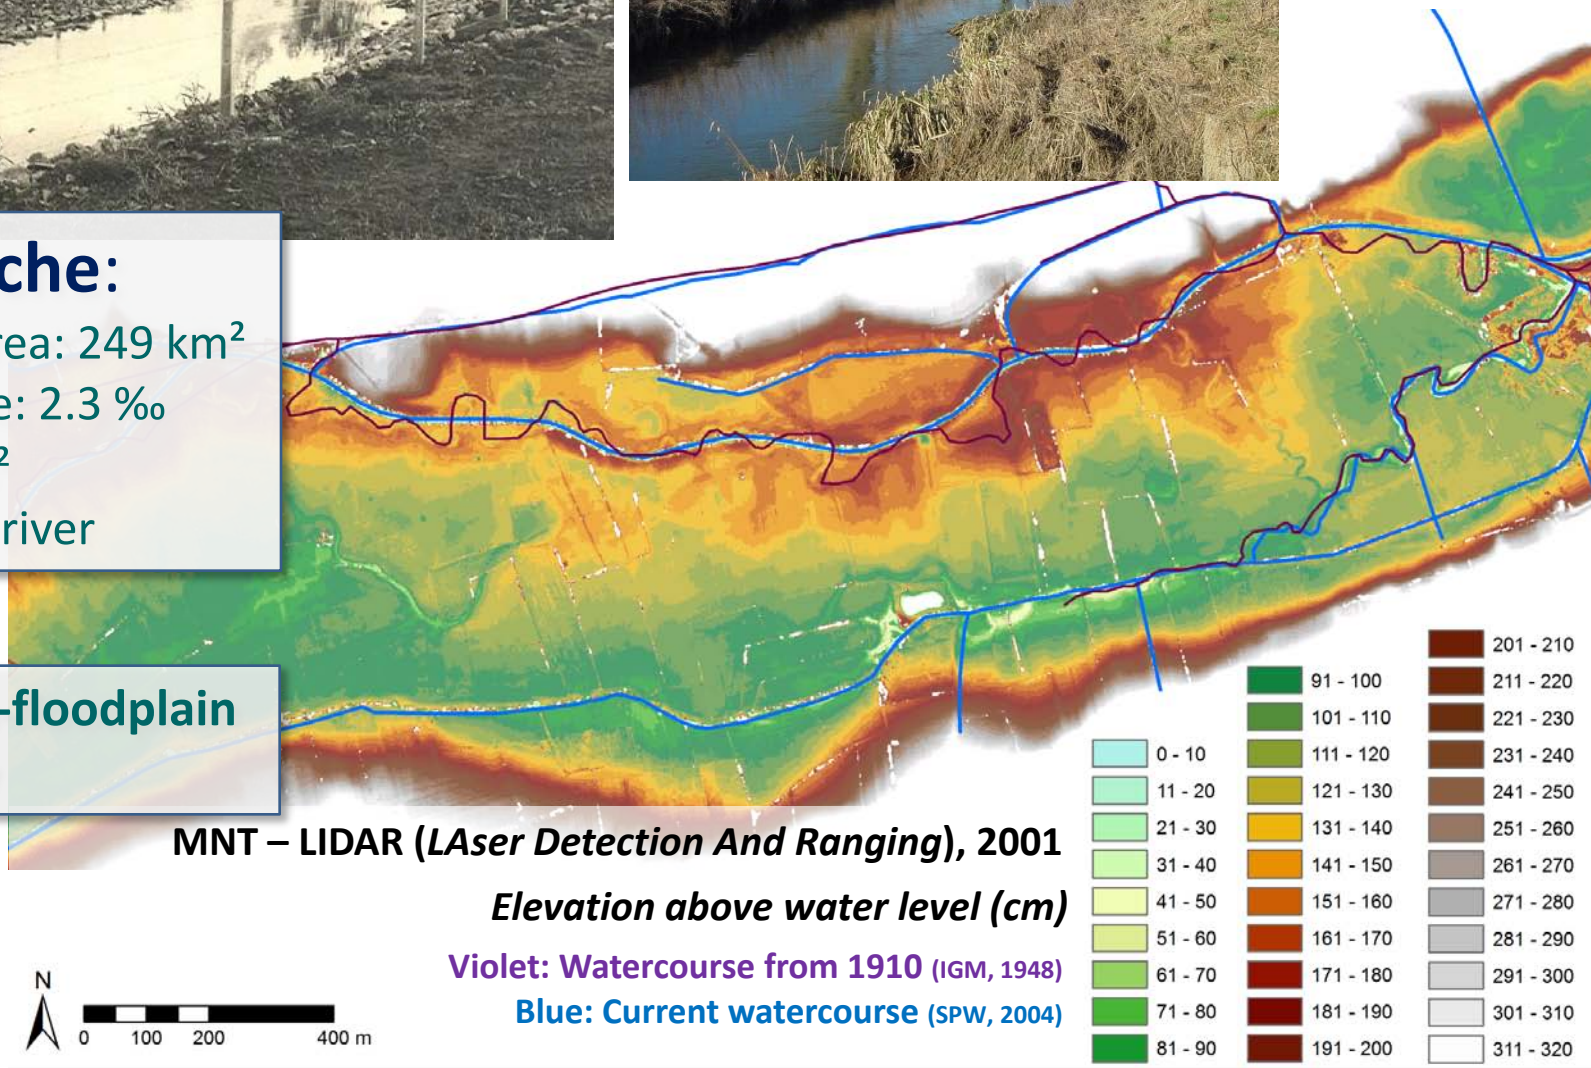 che:
rea: 249 km²
e: 2.3 ‰
²
river
-floodplain
MNT – LIDAR (LAser Detection And Ranging), 2001
Elevation above water level (cm)
Violet: Watercourse from 1910 (IGM, 1948)
Blue: Current watercourse (SPW, 2004)
N
0 100 200 400 m
0 - 10
11 - 20
21 - 30
31 - 40
41 - 50
51 - 60
61 - 70
71 - 80
81 - 90
91 - 100
101 - 110
111 - 120
121 - 130
131 - 140
141 - 150
151 - 160
161 - 170
171 - 180
181 - 190
191 - 200
201 - 210
211 - 220
221 - 230
231 - 240
241 - 250
251 - 260
261 - 270
271 - 280
281 - 290
291 - 300
301 - 310
311 - 320